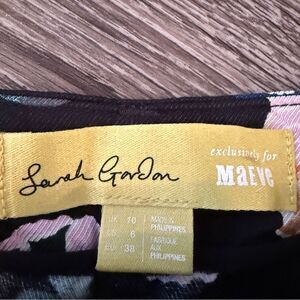 Sarah Gordon
exclusively for
MAEVE
UK 10
US 6
EU 38
MADE IN
PHILIPPINES
FABRIQUÉ
AUX
PHILIPPINES